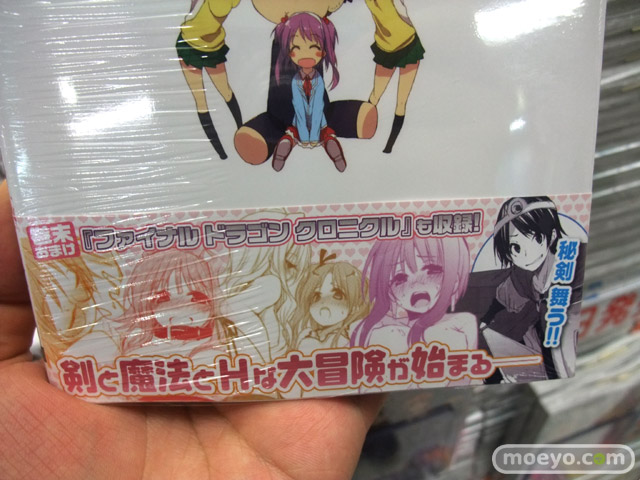 巻末
おまけ
『ファイナル ドラゴン クロニクル』も収録!
秘剣 舞う!!
剣と魔法とHな大冒険が始まる――
moeyo.com